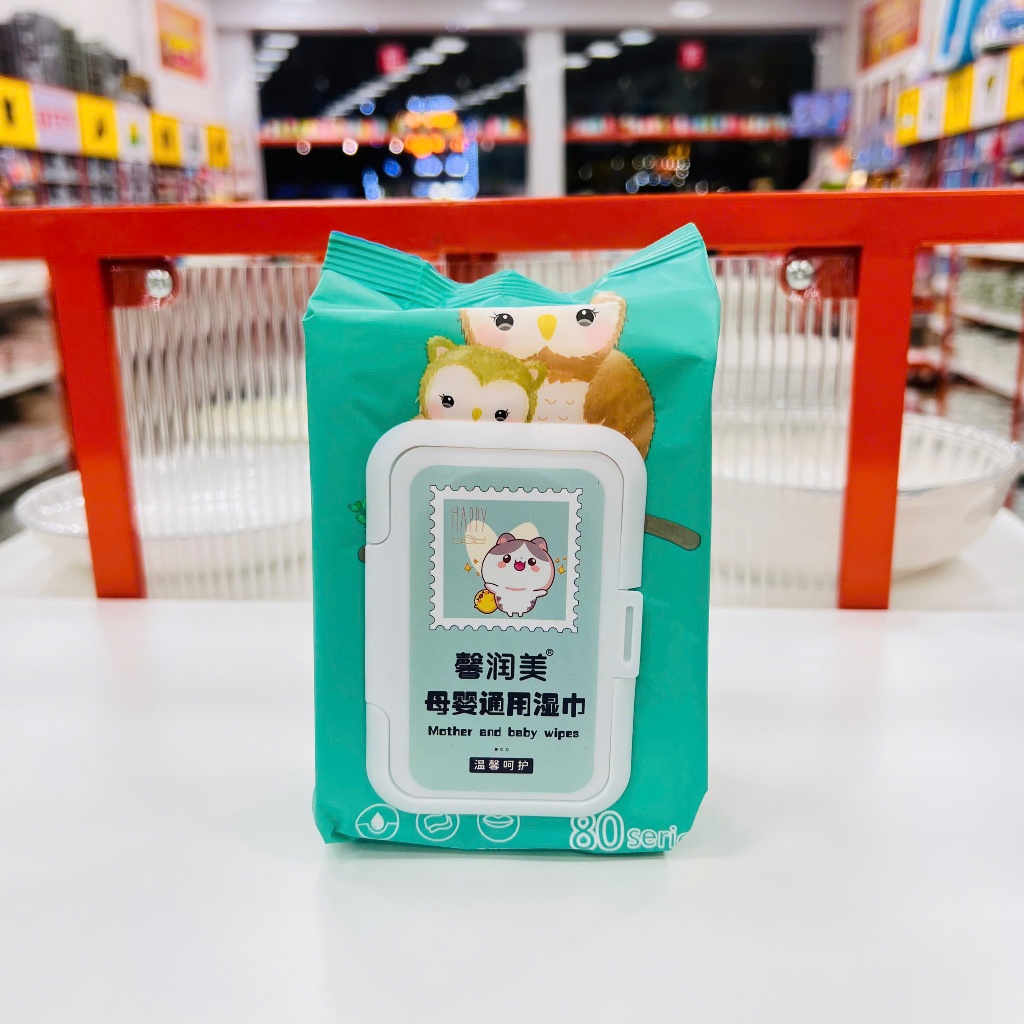 HAPPY
馨润美®
母婴通用湿巾
Mother and baby wipes
温馨呵护
80 serie